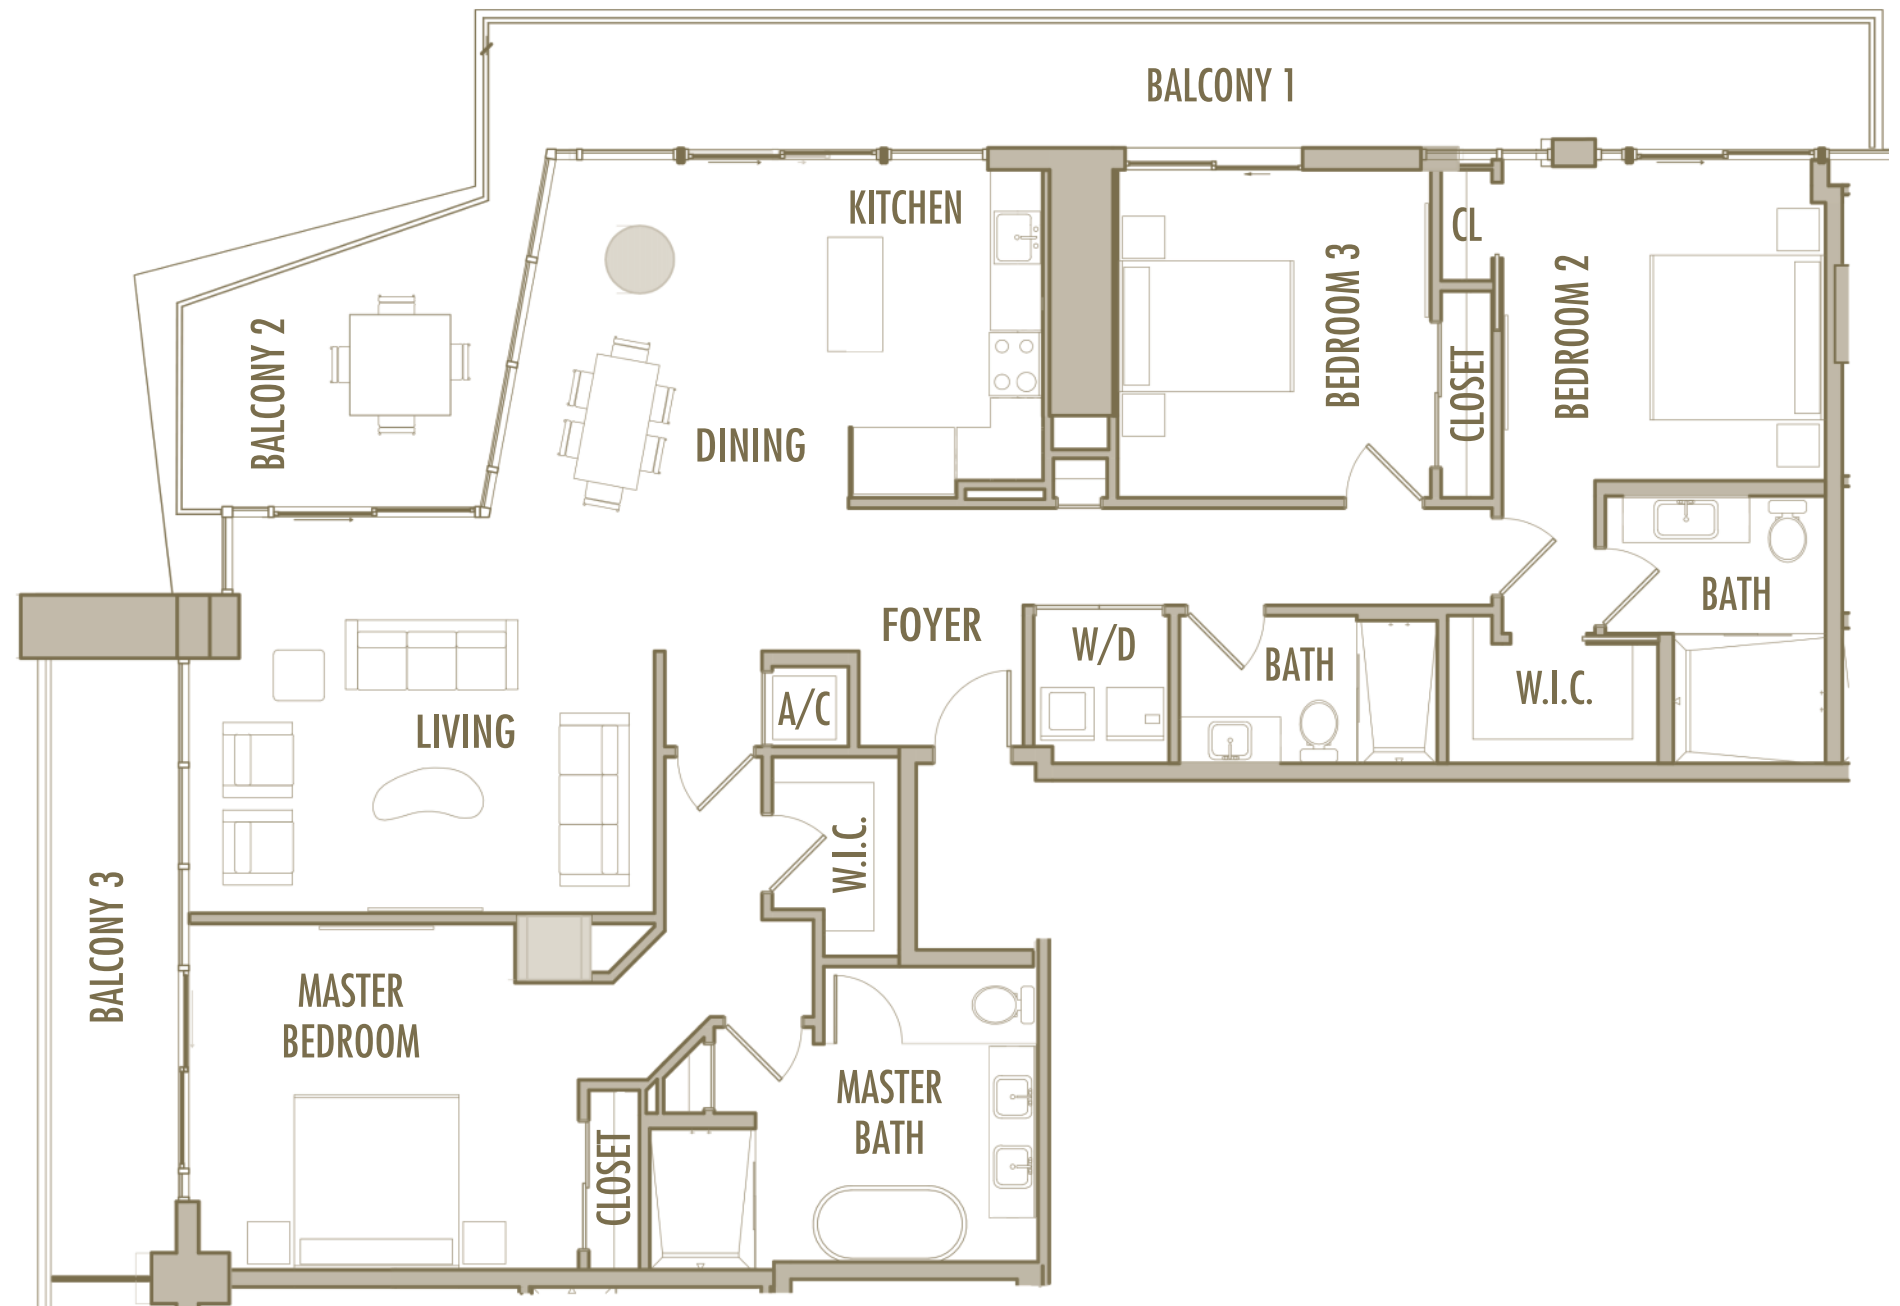 BALCONY 1
KITCHEN
CL
BEDROOM 3
BEDROOM 2
BALCONY 2
CLOSET
DINING
BATH
FOYER
W/D
BATH
W.I.C.
A/C
LIVING
W.I.C.
BALCONY 3
MASTER
BEDROOM
MASTER
BATH
CLOSET